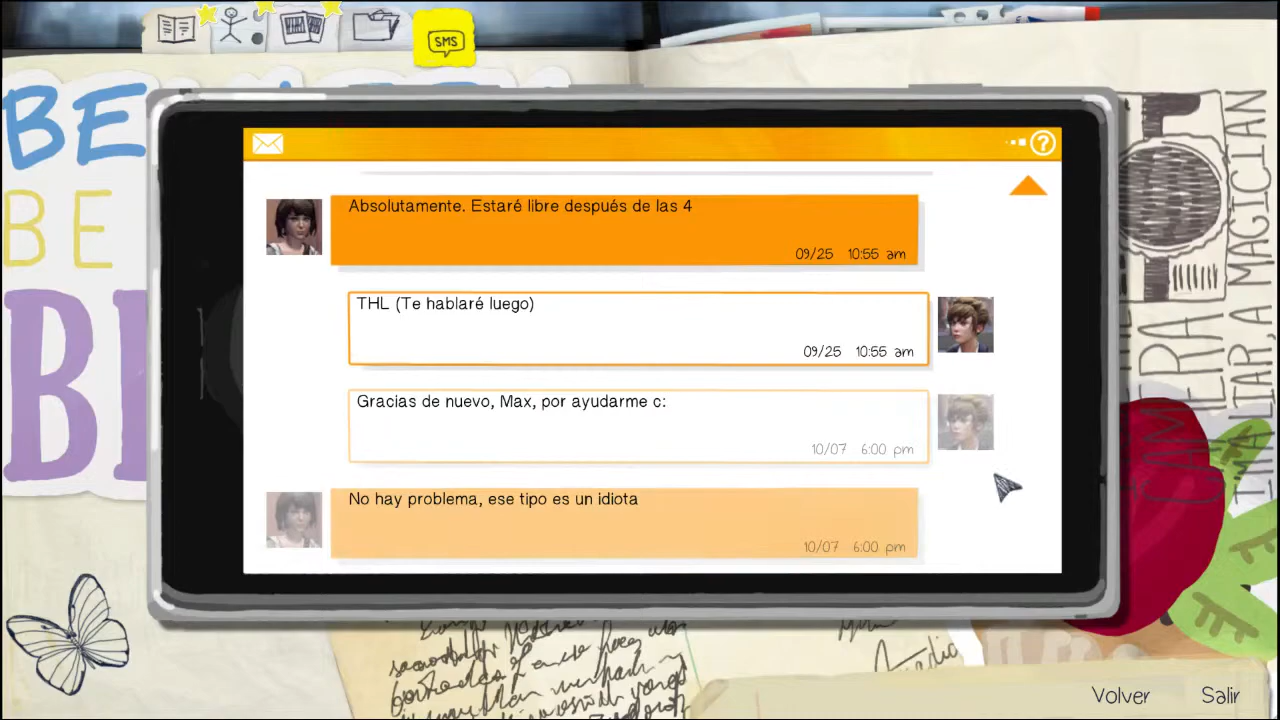 SMS
BE
BE
Absolutamente. Estaré libre después de las 4
09/25 10:55 am
THL (Te hablaré luego)
09/25 10:55 am
Gracias de nuevo, Max, por ayudarme c:
10/07 6:00 pm
No hay problema, ese tipo es un idiota
10/07 6:00 pm
CAMERA
LIAR, A MAGICIAN
Volver Salir